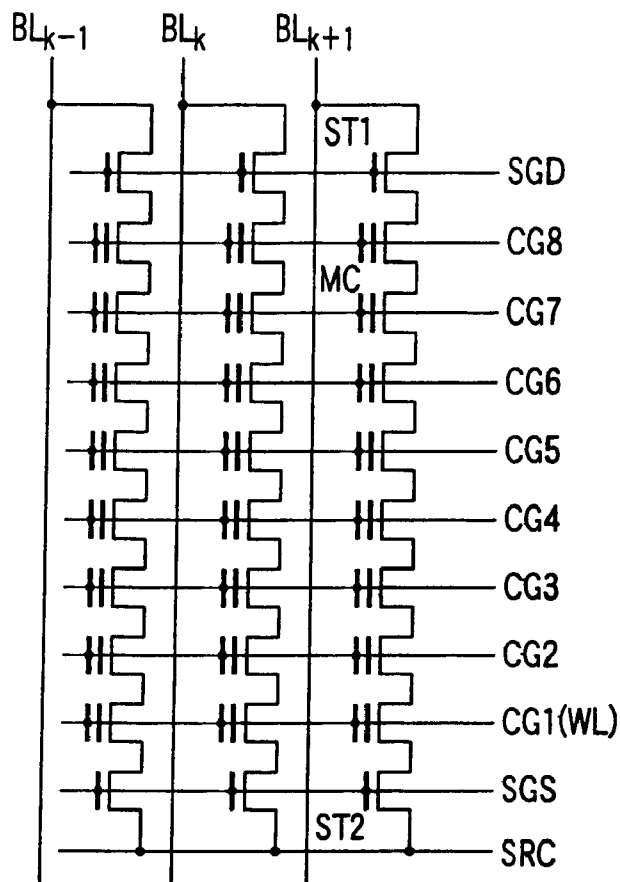 BLk-1 BLk BLk+1
ST1
SGD
CG8
MC
CG7
CG6
CG5
CG4
CG3
CG2
CG1(WL)
SGS
ST2
SRC